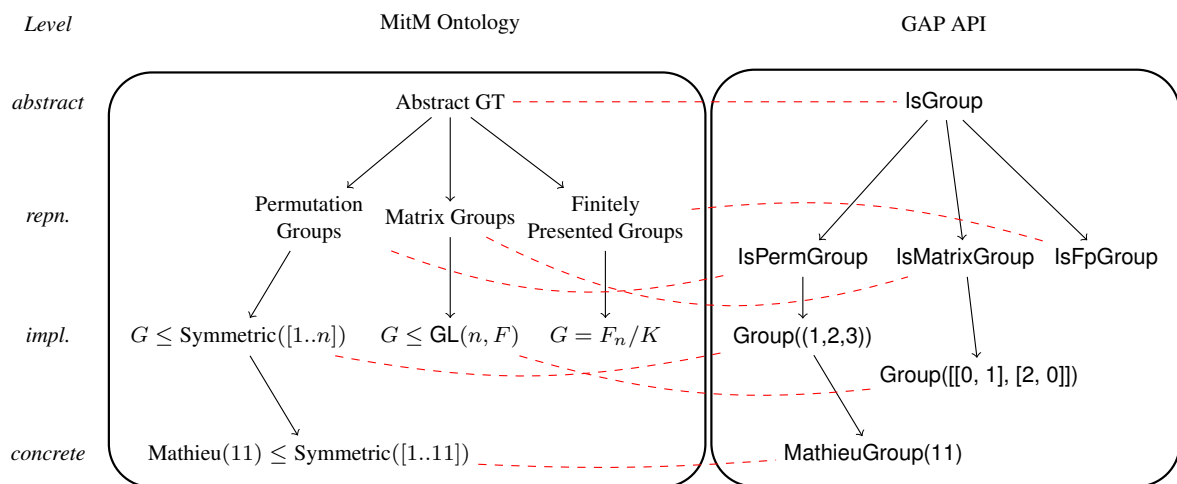 Level
MitM Ontology
GAP API
abstract
Abstract GT
IsGroup
repn.
Permutation
Groups
Matrix Groups
Finitely
Presented Groups
IsPermGroup
IsMatrixGroup
IsFpGroup
impl.
G ≤ Symmetric([1..n])
G ≤ GL(n, F)
G = Fₙ/K
Group((1,2,3))
Group([[0, 1], [2, 0]])
concrete
Mathieu(11) ≤ Symmetric([1..11])
MathieuGroup(11)